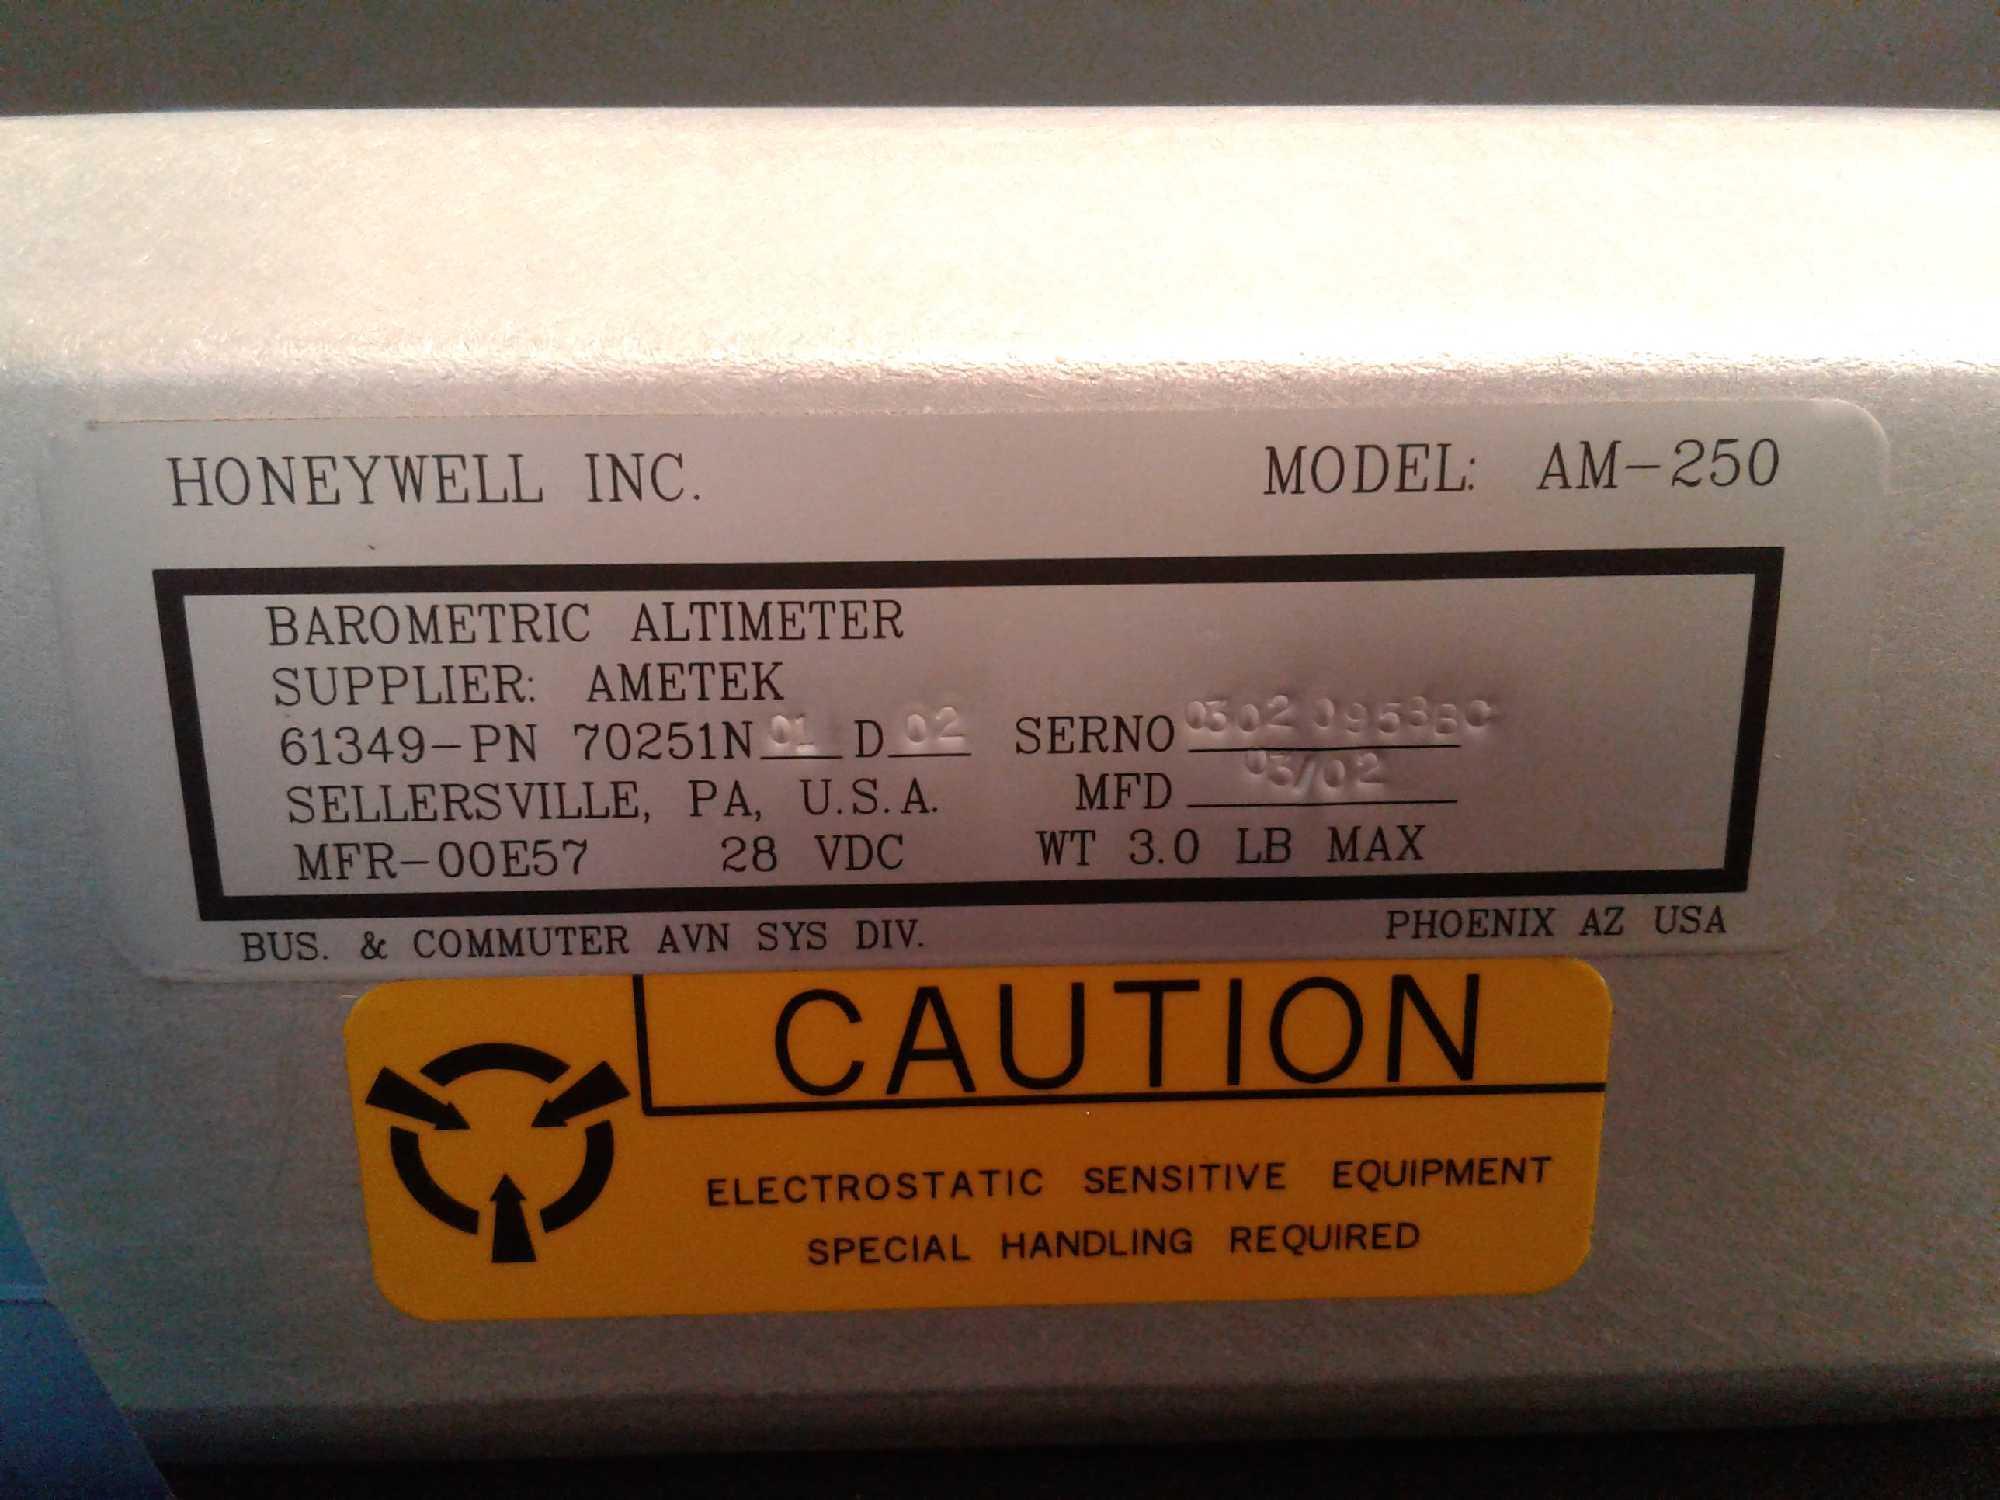 HONEYWELL INC. MODEL: AM-250
BAROMETRIC ALTIMETER
SUPPLIER: AMETEK
61349-PN 70251N 01 D 02 SERNO 0302
MFD 03/02
SELLERSVILLE, PA, U.S.A.
MFR-00E57 28 VDC WT 3.0 LB MAX
BUS. & COMMUTER AVN SYS DIV. PHOENIX AZ USA
CAUTION
ELECTROSTATIC SENSITIVE EQUIPMENT
SPECIAL HANDLING REQUIRED